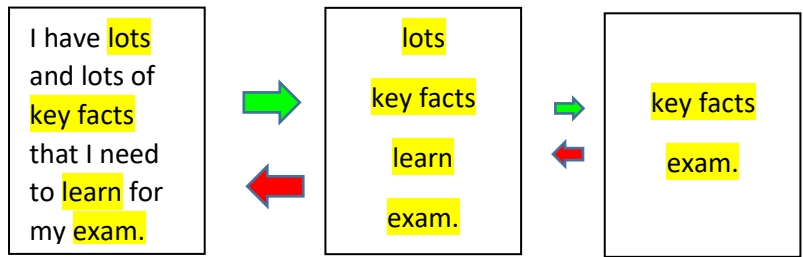 I have lots
and lots of
key facts
that I need
to learn for
my exam.
lots
key facts
learn
exam.
key facts
exam.